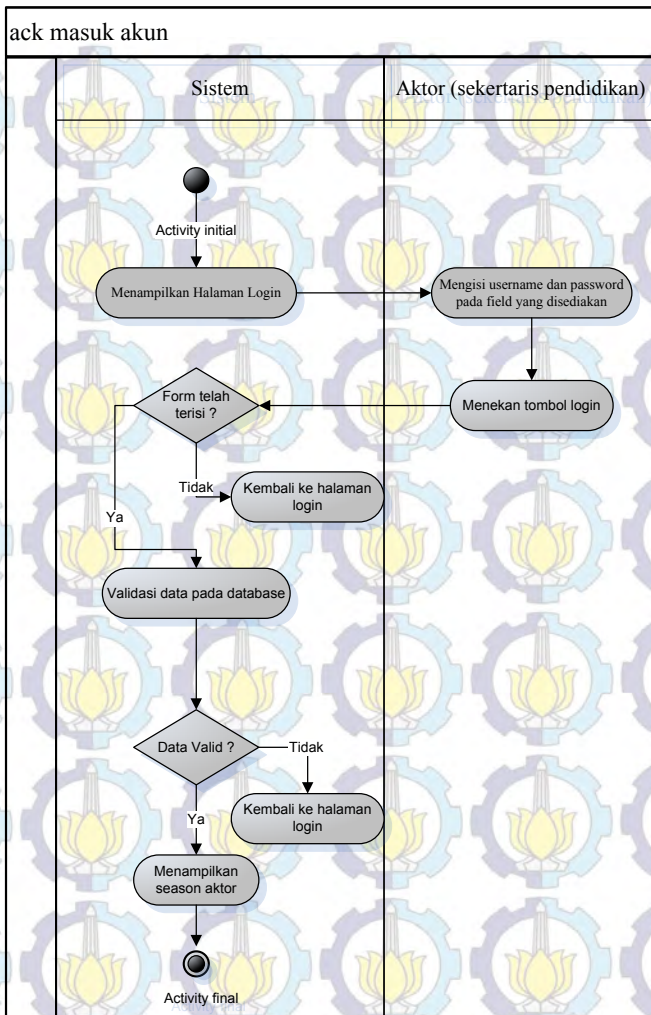 ack masuk akun
Sistem
Aktor (sekertaris pendidikan)
Activity initial
Menampilkan Halaman Login
Mengisi username dan password
pada field yang disediakan
Menekan tombol login
Form telah
terisi ?
Tidak
Kembali ke halaman
login
Ya
Validasi data pada database
Data Valid ?
Tidak
Kembali ke halaman
login
Ya
Menampilkan
season aktor
Activity final